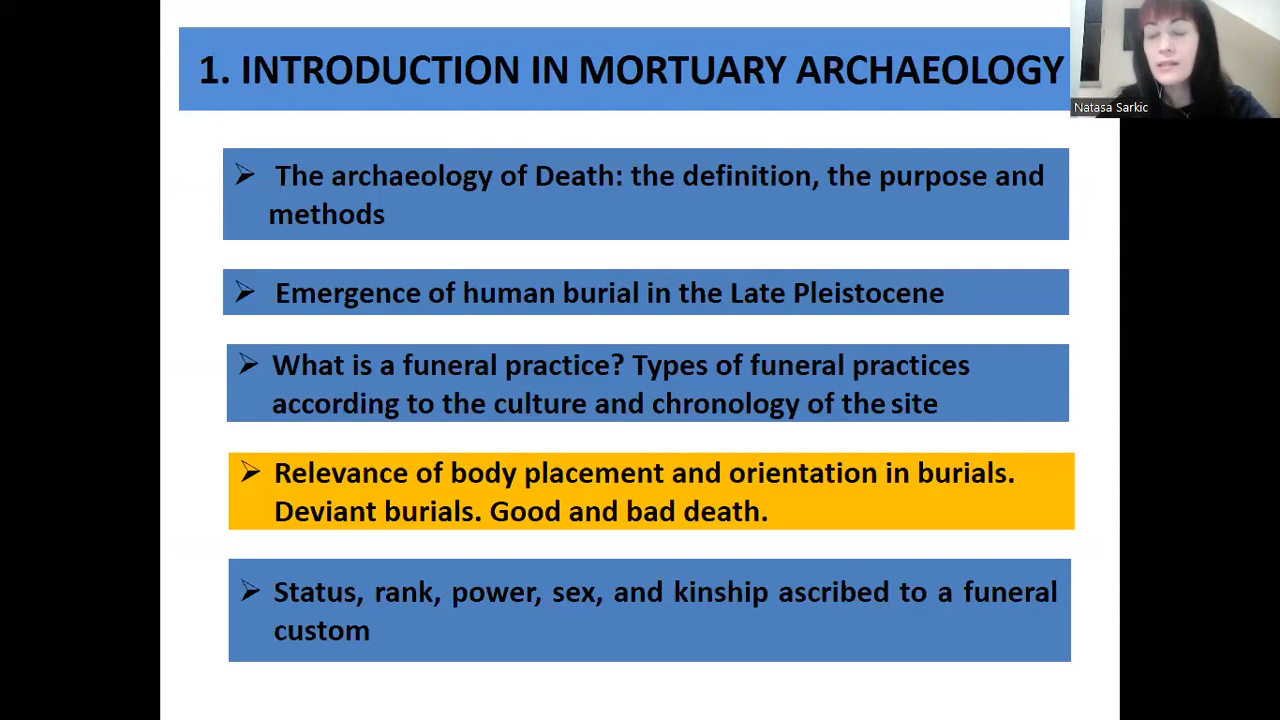 1. INTRODUCTION IN MORTUARY ARCHAEOLOGY
Natasa Sarkic
➢ The archaeology of Death: the definition, the purpose and
methods
➢ Emergence of human burial in the Late Pleistocene
➢ What is a funeral practice? Types of funeral practices
according to the culture and chronology of the site
➢ Relevance of body placement and orientation in burials.
Deviant burials. Good and bad death.
➢ Status, rank, power, sex, and kinship ascribed to a funeral
custom